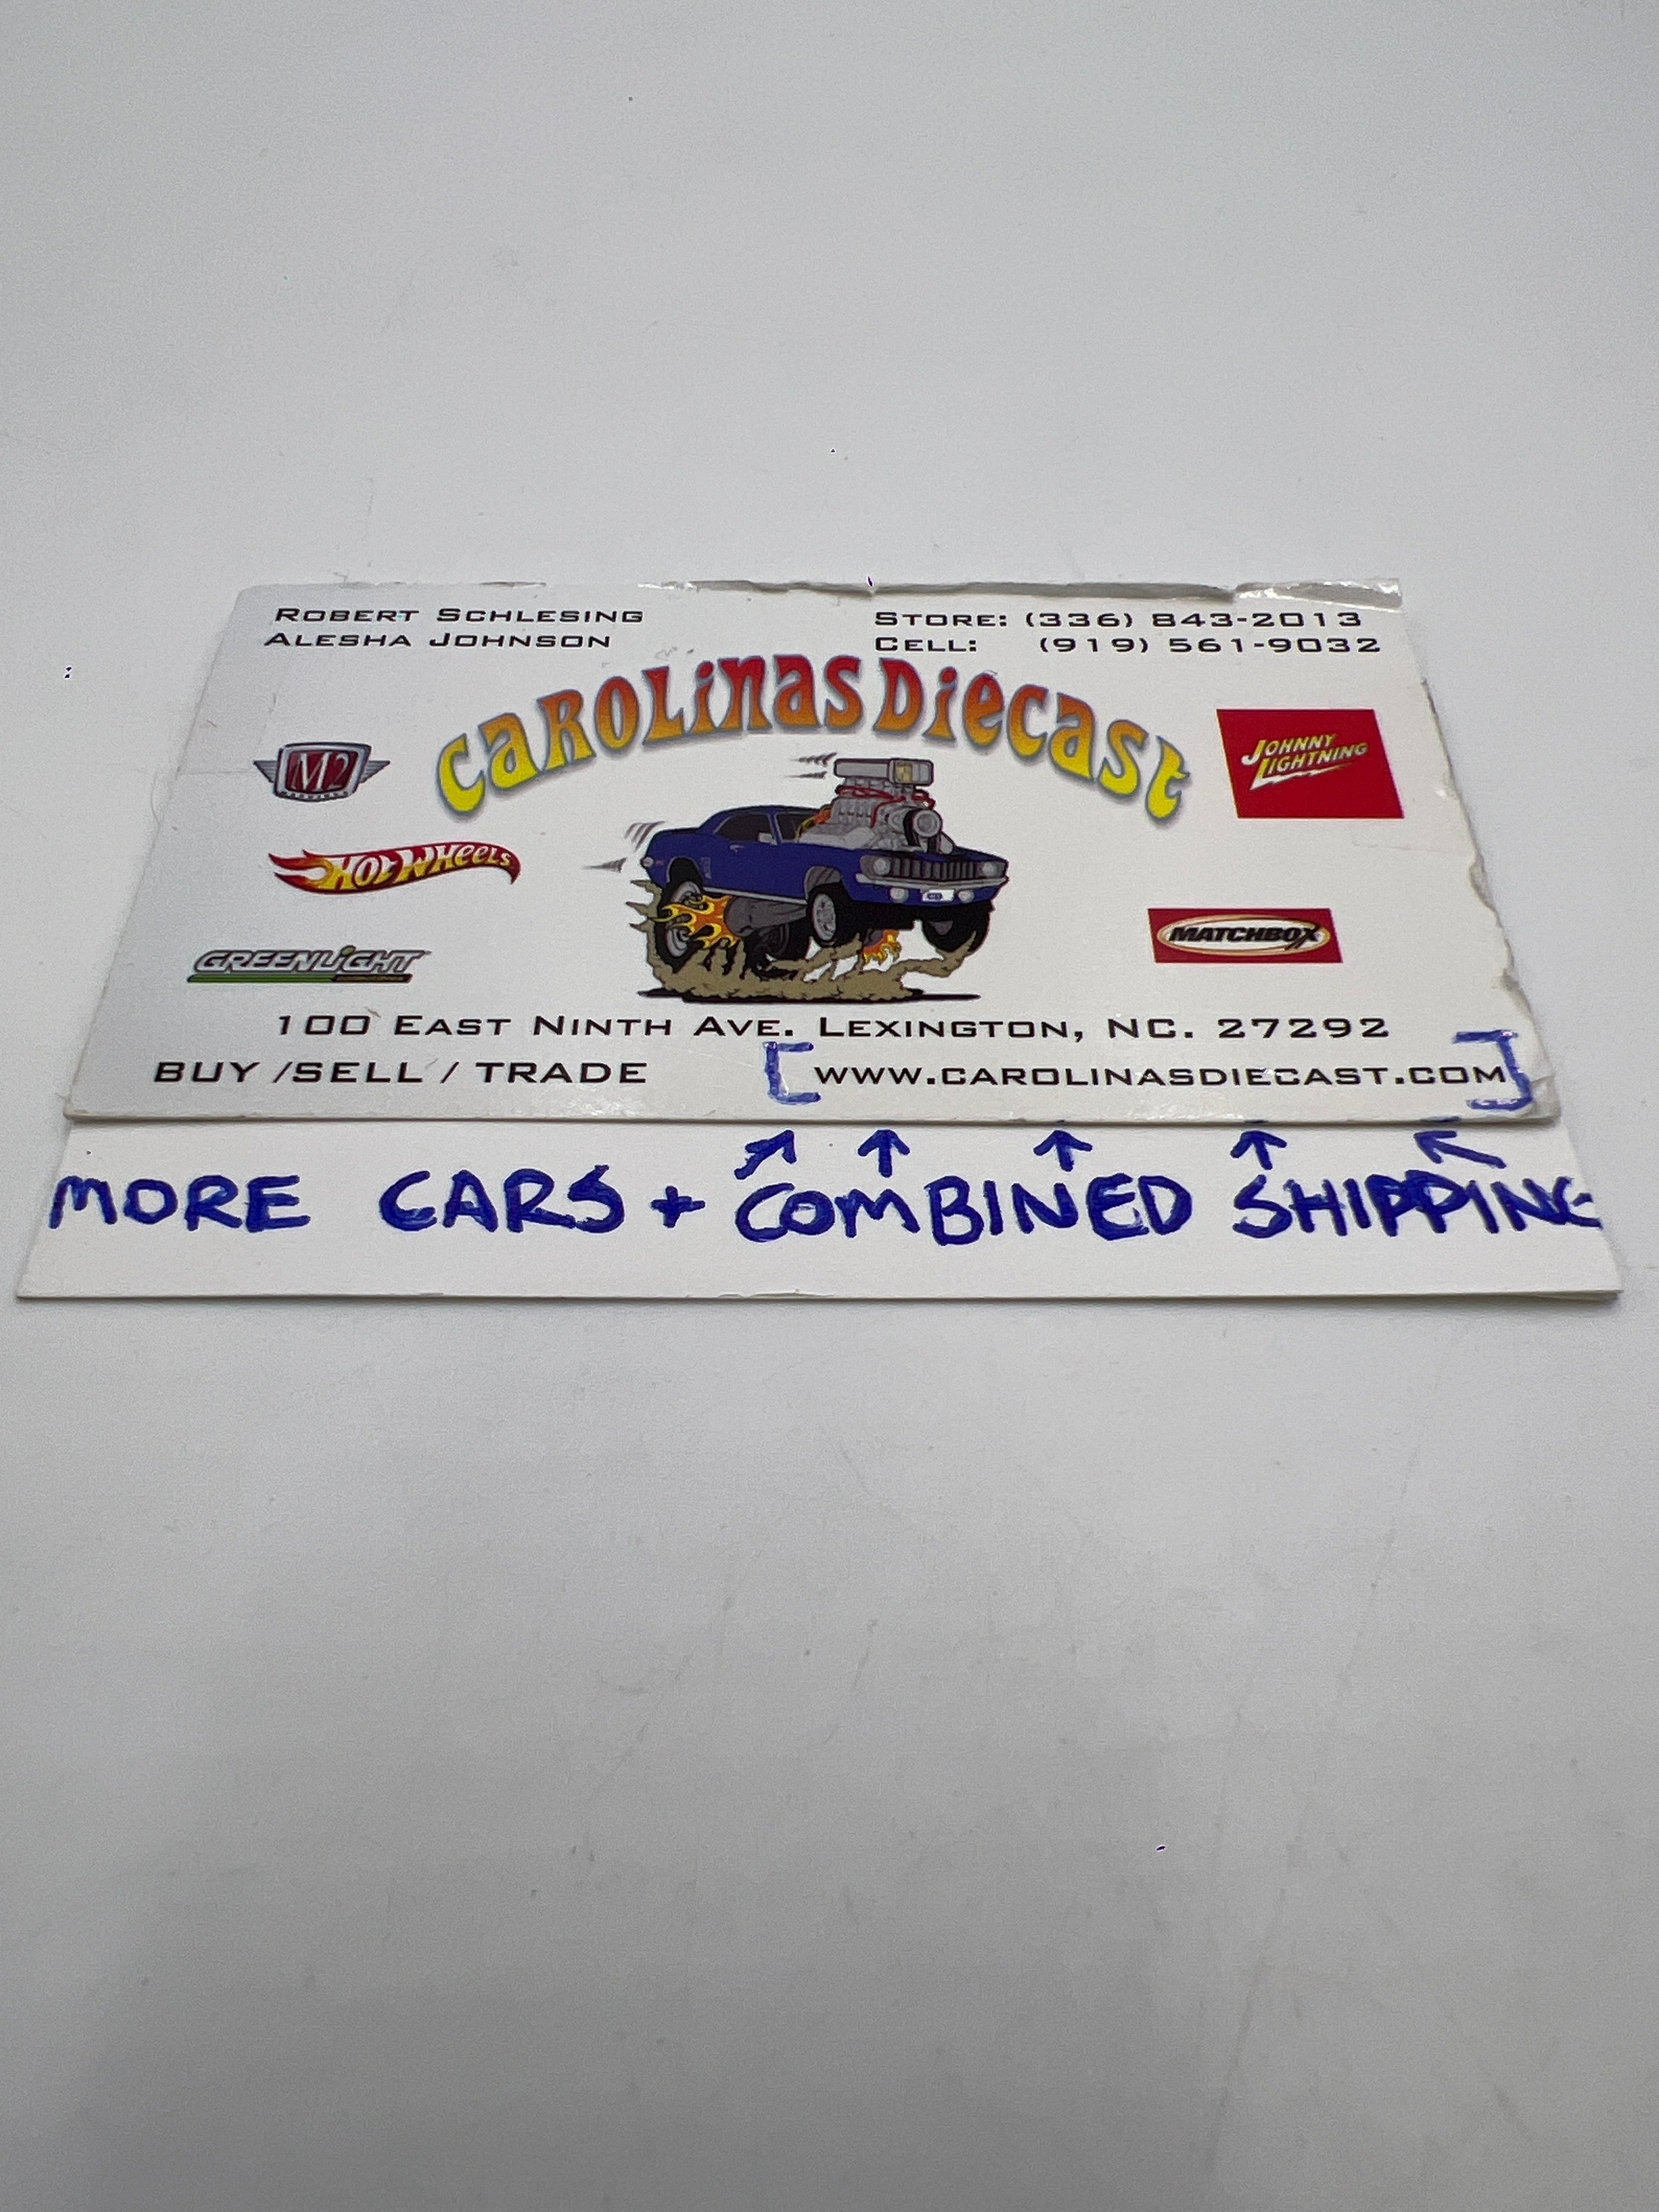 ROBERT SCHLESING
ALESHA JOHNSON
STORE: (336) 843-2013
CELL: (919) 561-9032
CAROLiNAS DiECAST
M2
JOHNNY LIGHTNING
HOT WHEELS
MATCHBOX
GREENLiGHT
100 EAST NINTH AVE. LEXINGTON, NC. 27292
BUY /SELL / TRADE [ WWW.CAROLINASDIECAST.COM ]
MORE CARS + COMBINED SHIPPING